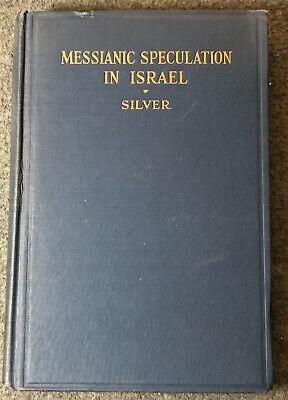 MESSIANIC SPECULATION
IN ISRAEL
SILVER